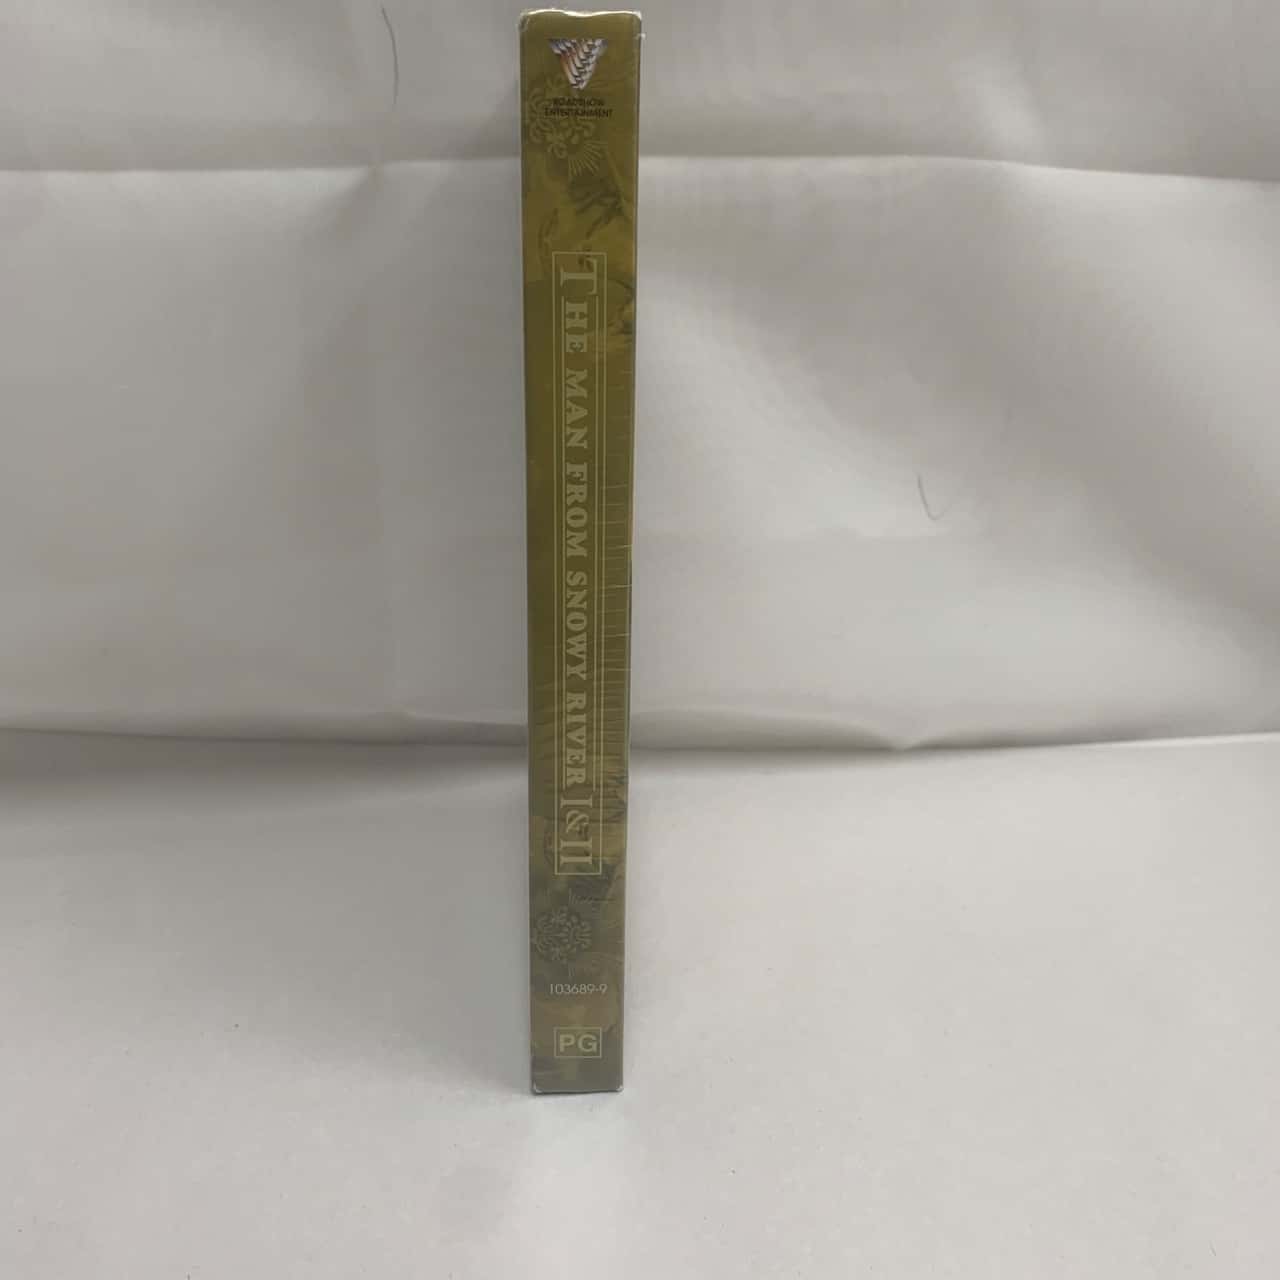 ROADSHOW
ENTERTAINMENT
THE MAN FROM SNOWY RIVER I&II
103689-9
PG